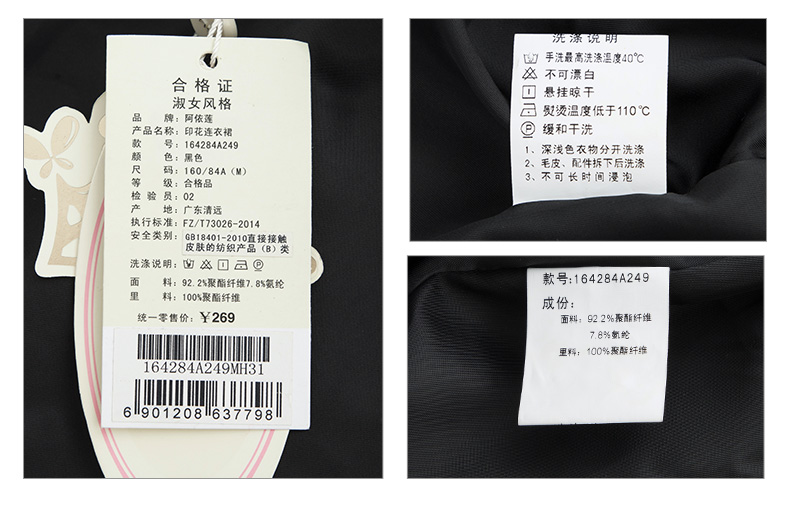 合格证
淑女风格
品 牌：阿依莲
产品名称：印花连衣裙
款 号：164284A249
颜 色：黑色
尺 码：160/84A（M）
等 级：合格品
检 验 员：02
产 地：广东清远
执行标准：FZ/T73026-2014
安全类别：GB18401-2010直接接触
皮肤的纺织产品（B）类
洗涤说明：
面 料：92.2%聚酯纤维7.8%氨纶
里 料：100%聚酯纤维
统一零售价：￥269
164284A249MH31
6 901208 637798
洗涤说明
手洗最高洗涤温度40℃
不可漂白
悬挂晾干
熨烫温度低于110℃
缓和干洗
1、深浅色衣物分开洗涤
2、毛皮、配件拆下后洗涤
3、不可长时间浸泡
款号：164284A249
成份：
面料：92.2%聚酯纤维
7.8%氨纶
里料：100%聚酯纤维